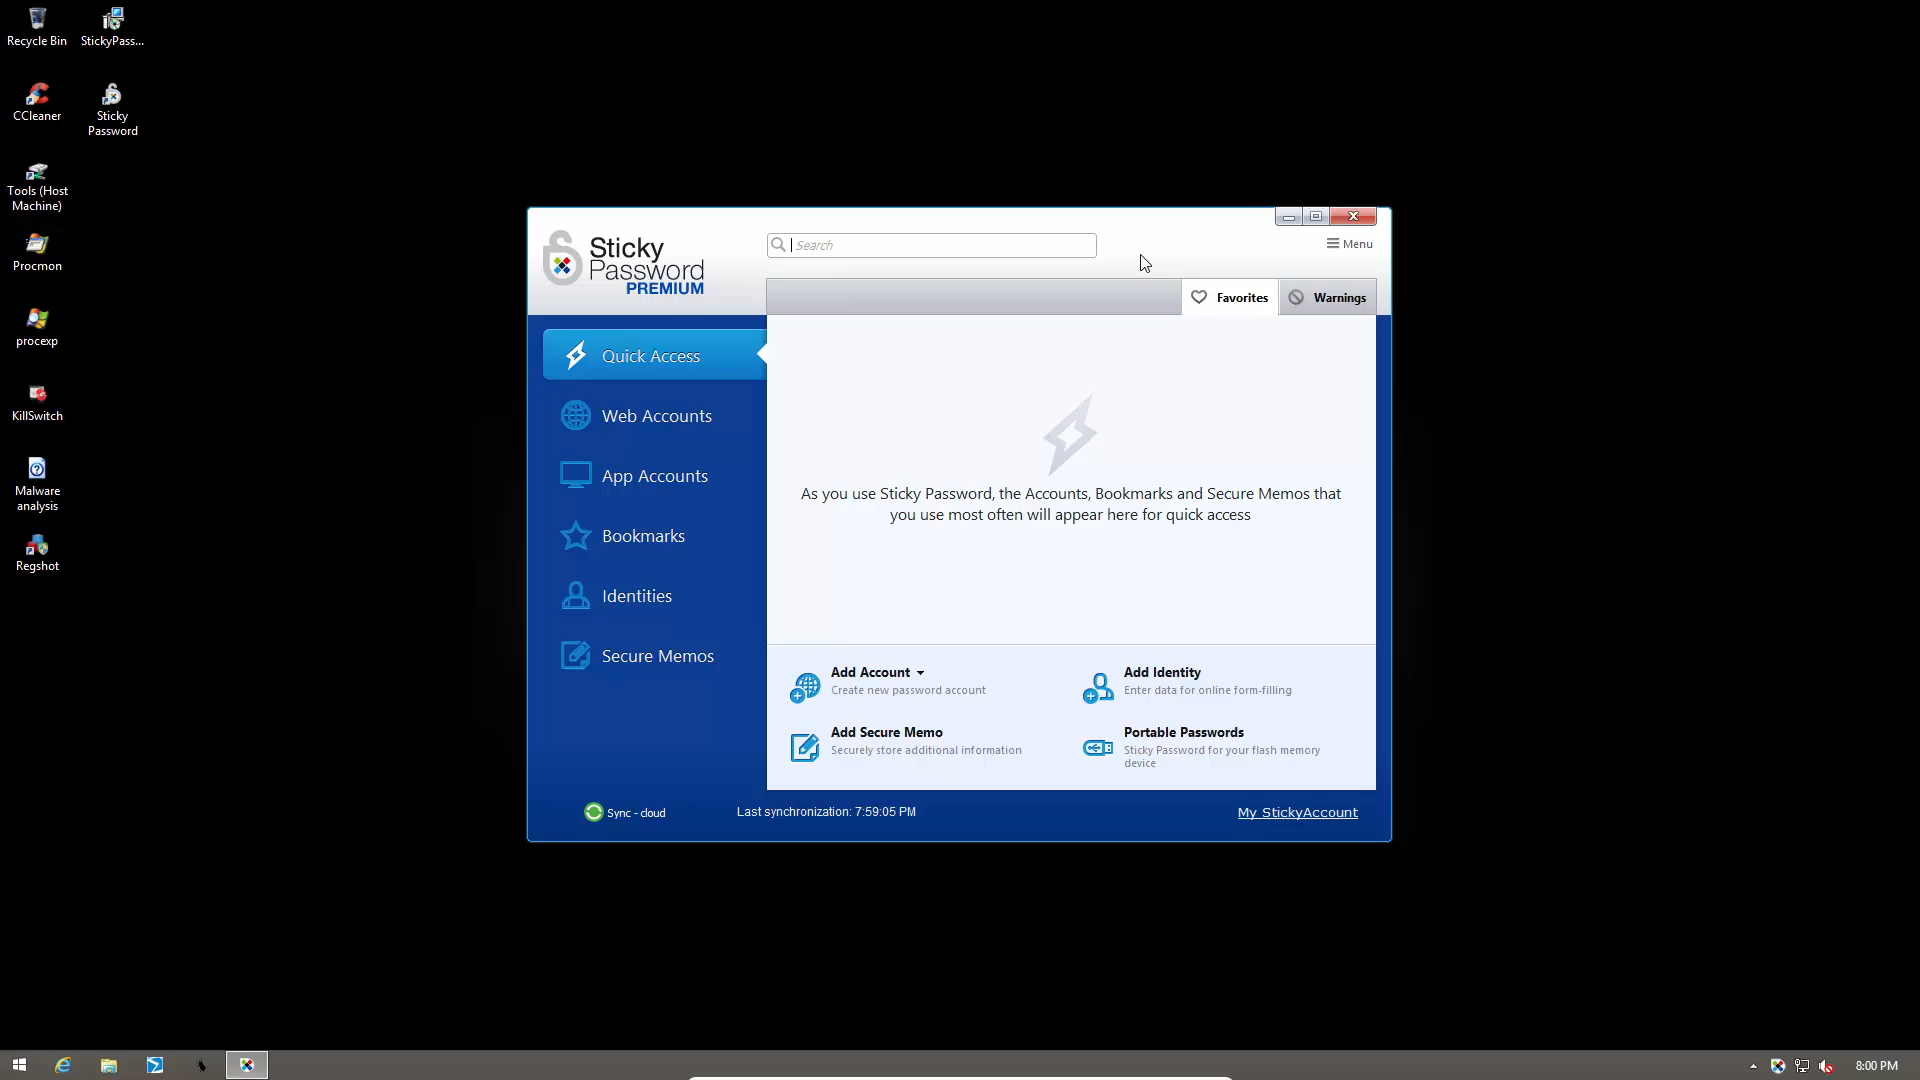 Recycle Bin
StickyPass...
CCleaner
Sticky
Password
Tools (Host
Machine)
Procmon
procexp
KillSwitch
Malware
analysis
Regshot
Sticky
Password
PREMIUM
Search
Menu
Favorites
Warnings
Quick Access
Web Accounts
App Accounts
Bookmarks
Identities
Secure Memos
As you use Sticky Password, the Accounts, Bookmarks and Secure Memos that
you use most often will appear here for quick access
Add Account
Create new password account
Add Identity
Enter data for online form-filling
Add Secure Memo
Securely store additional information
Portable Passwords
Sticky Password for your flash memory
device
Sync - cloud
Last synchronization: 7:59:05 PM
My StickyAccount
8:00 PM